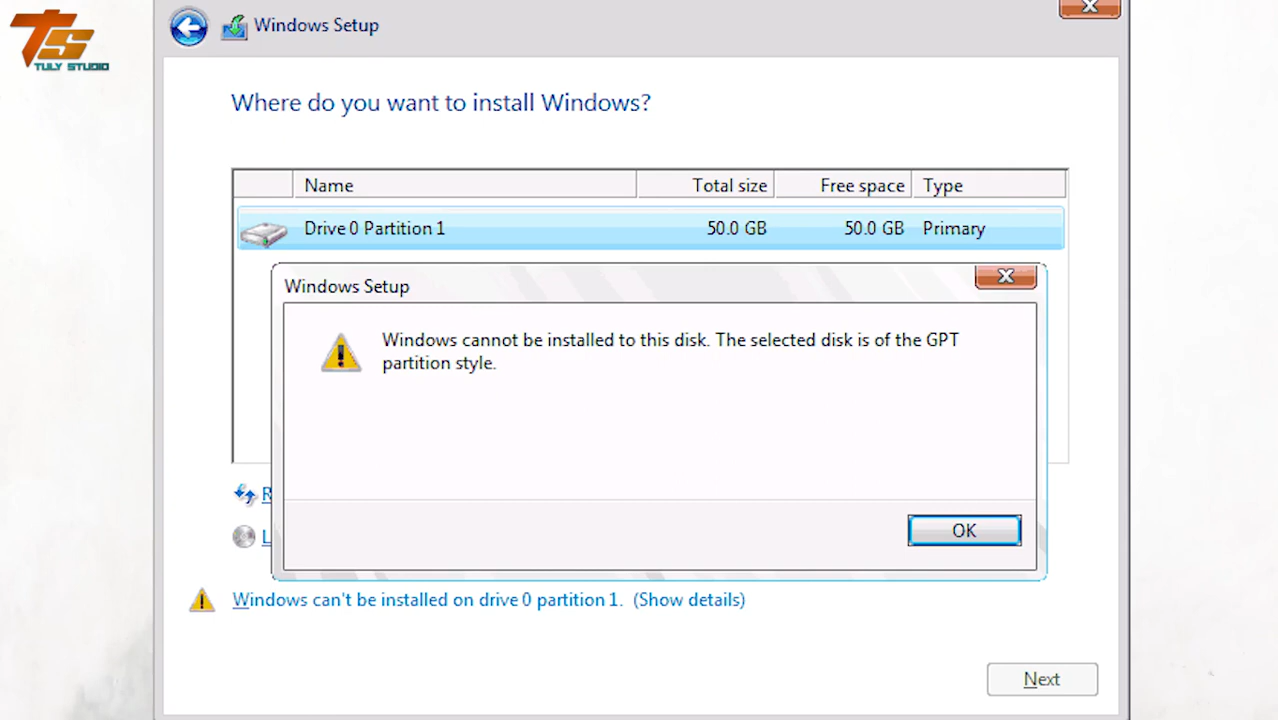 TS
TULY STUDIO
Windows Setup
Where do you want to install Windows?
Name Total size Free space Type
Drive 0 Partition 1 50.0 GB 50.0 GB Primary
Windows Setup
Windows cannot be installed to this disk. The selected disk is of the GPT
partition style.
R
OK
L
Windows can't be installed on drive 0 partition 1. (Show details)
Next